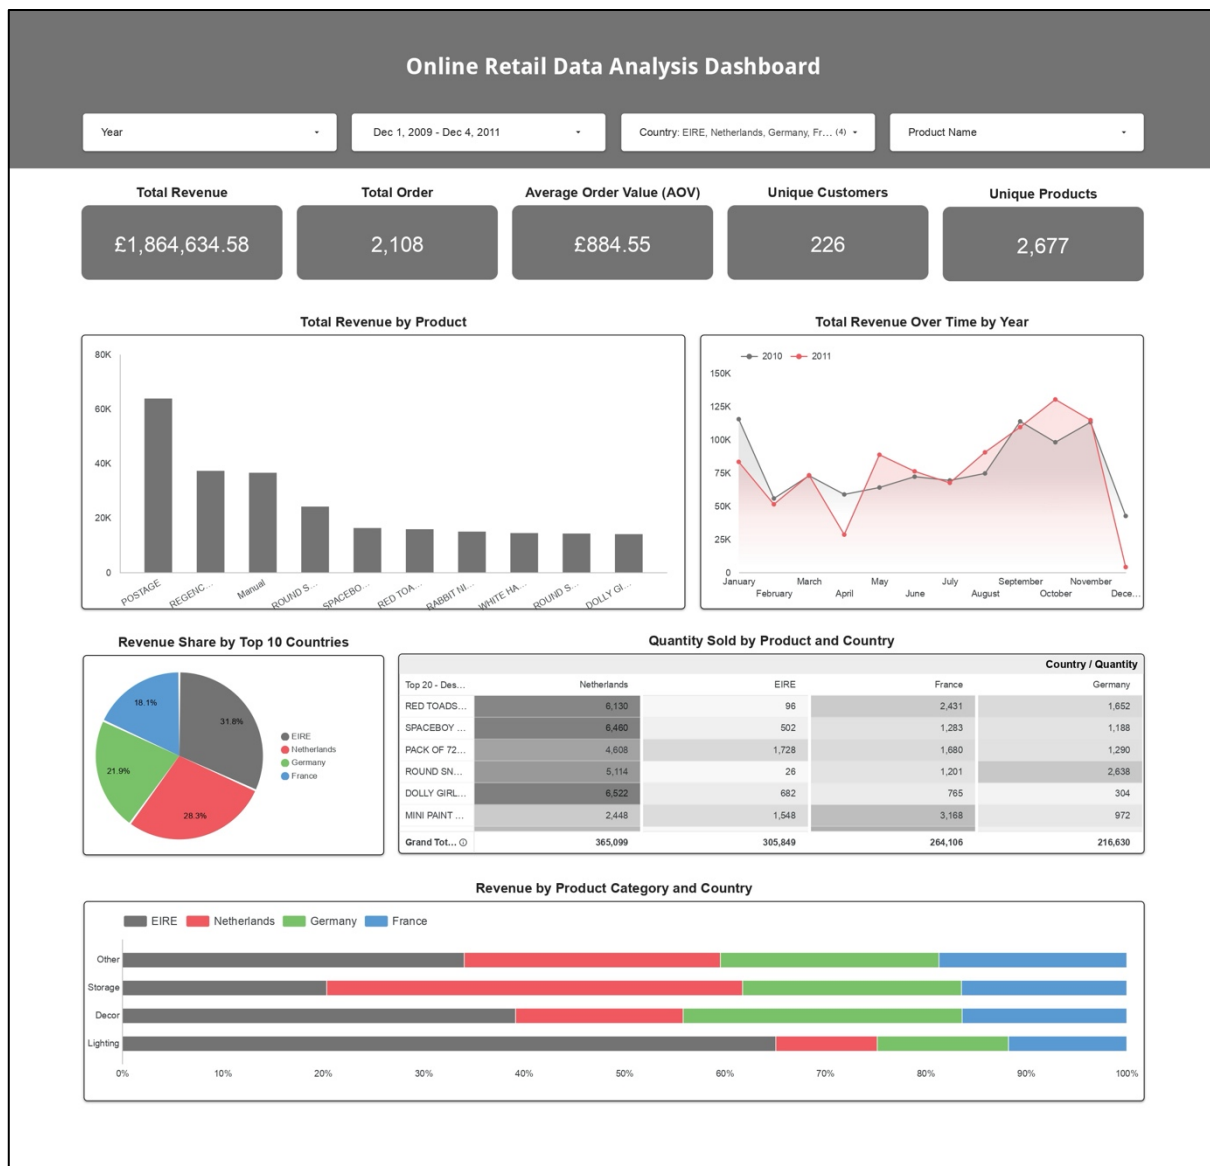 Online Retail Data Analysis Dashboard
Year
Dec 1, 2009 - Dec 4, 2011
Country: EIRE, Netherlands, Germany, Fr... (4)
Product Name
Total Revenue
Total Order
Average Order Value (AOV)
Unique Customers
Unique Products
£1,864,634.58
2,108
£884.55
226
2,677
Total Revenue by Product
80K
60K
40K
20K
0
POSTAGE
REGENC...
Manual
ROUND S...
SPACEBO...
RED TOA...
RABBIT NI...
WHITE HA...
ROUND S...
DOLLY GI...
Total Revenue Over Time by Year
2010
2011
150K
125K
100K
75K
50K
25K
0
January
February
March
April
May
June
July
August
September
October
November
Dece...
Revenue Share by Top 10 Countries
18.1%
31.8%
21.9%
28.3%
EIRE
Netherlands
Germany
France
Quantity Sold by Product and Country
Country / Quantity
Top 20 - Des... Netherlands EIRE France Germany
RED TOADS... 6,130 96 2,431 1,652
SPACEBOY ... 6,460 502 1,283 1,188
PACK OF 72... 4,608 1,728 1,680 1,290
ROUND SN... 5,114 26 1,201 2,638
DOLLY GIRL... 6,522 682 765 304
MINI PAINT ... 2,448 1,548 3,168 972
Grand Tot... 365,099 305,849 264,106 216,630
Revenue by Product Category and Country
EIRE Netherlands Germany France
Other
Storage
Decor
Lighting
0% 10% 20% 30% 40% 50% 60% 70% 80% 90% 100%